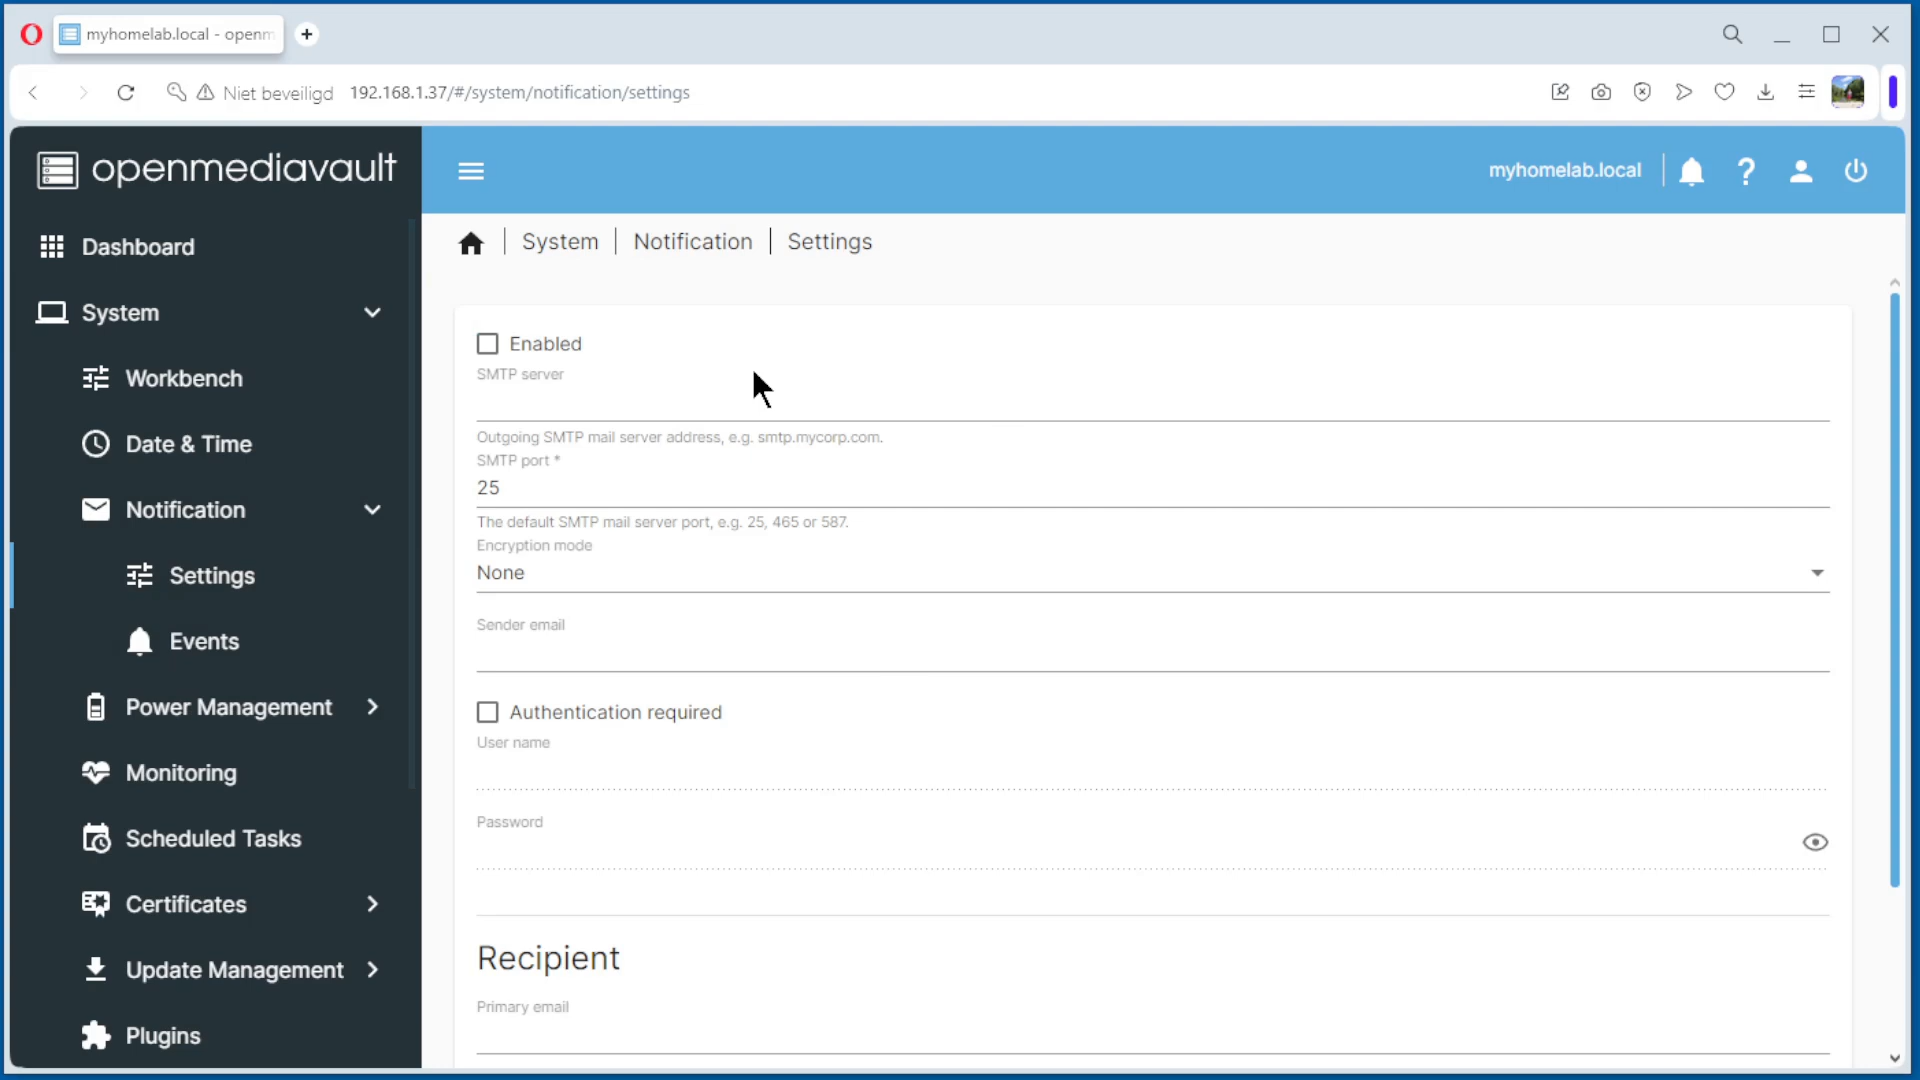 myhomelab.local - openm
Niet beveiligd 192.168.1.37/#/system/notification/settings
openmediavault
myhomelab.local
Dashboard
System
Workbench
Date & Time
Notification
Settings
Events
Power Management
Monitoring
Scheduled Tasks
Certificates
Update Management
Plugins
System | Notification | Settings
Enabled
SMTP server
Outgoing SMTP mail server address, e.g. smtp.mycorp.com.
SMTP port *
25
The default SMTP mail server port, e.g. 25, 465 or 587.
Encryption mode
None
Sender email
Authentication required
User name
Password
Recipient
Primary email